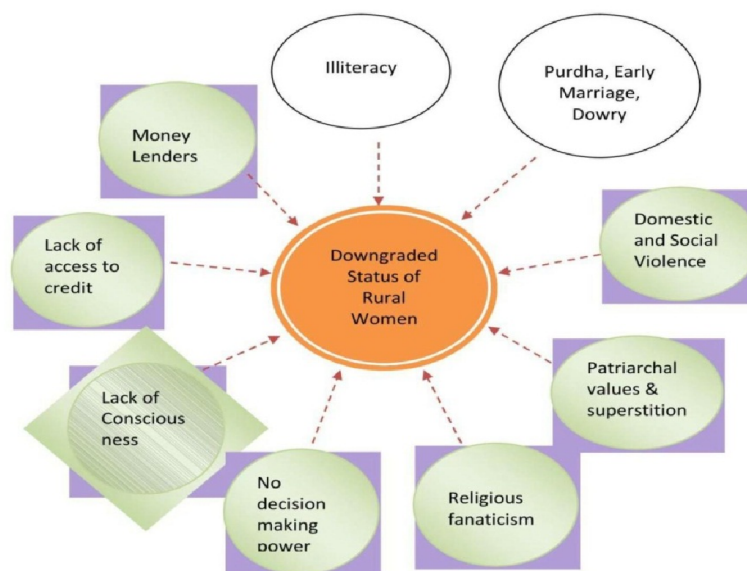 Illiteracy
Purdha, Early
Marriage,
Dowry
Money
Lenders
Domestic
and Social
Violence
Lack of
access to
credit
Downgraded
Status of
Rural
Women
Patriarchal
values &
superstition
Lack of
Conscious
ness
No
decision
making
power
Religious
fanaticism